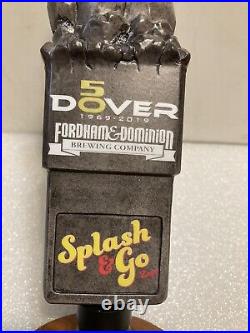 50
DOVER
1969-2019
FORDHAM & DOMINION
BREWING COMPANY
Splash
& Go